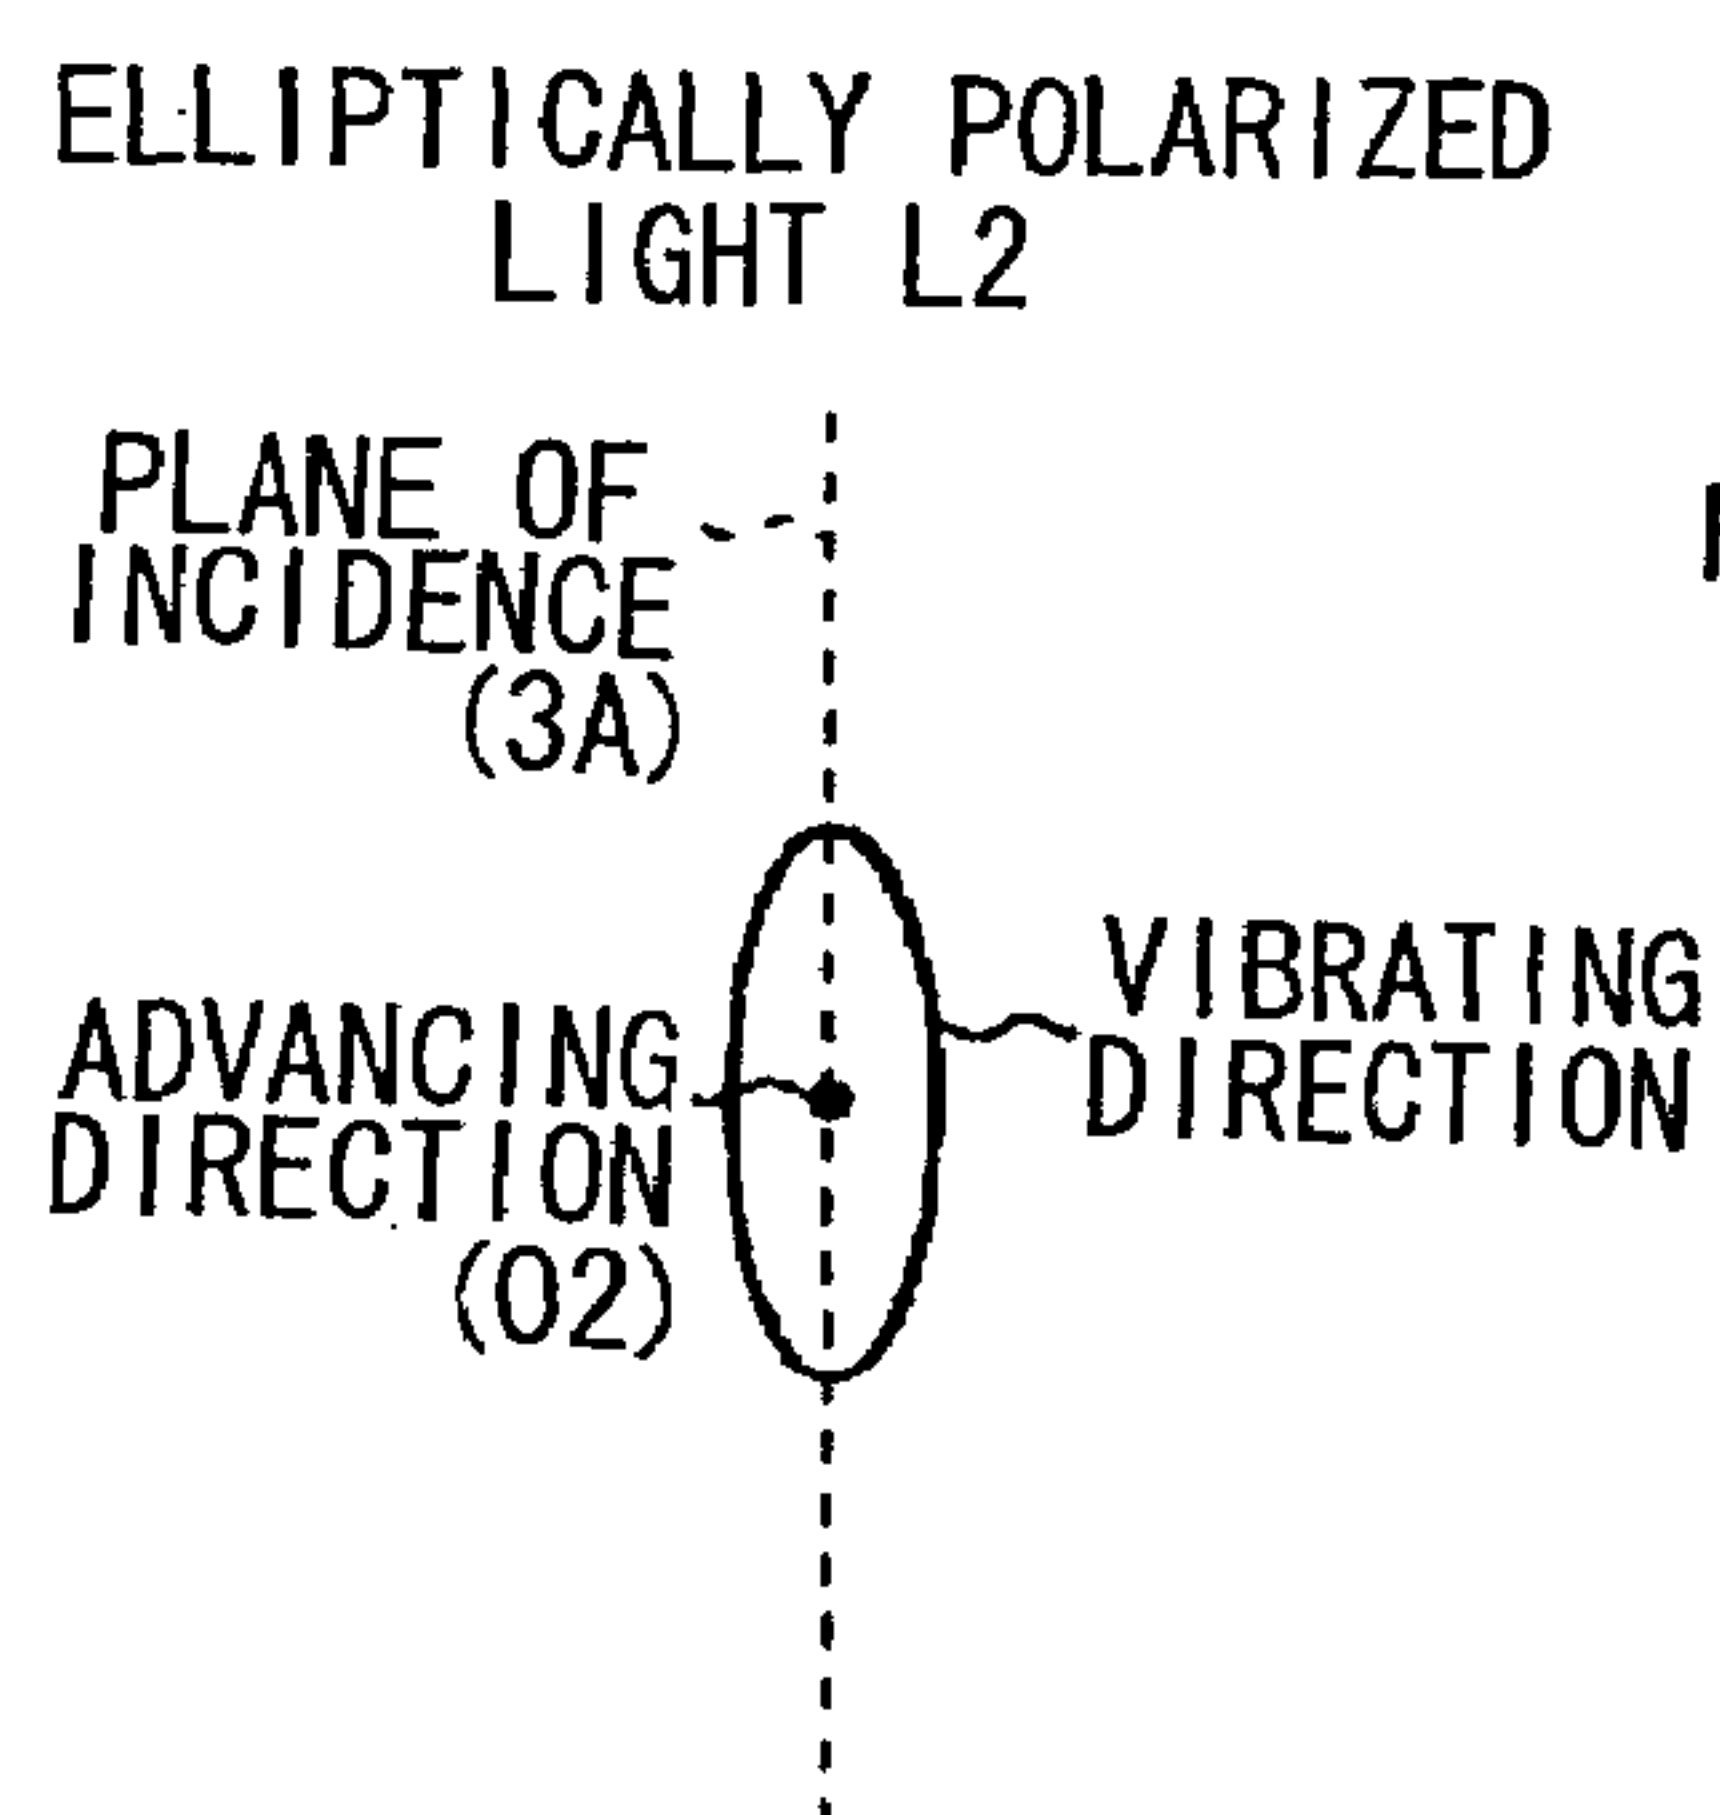 ELLIPTICALLY POLARIZED
LIGHT L2
PLANE OF
INCIDENCE
(3A)
VIBRATING
DIRECTION
ADVANCING
DIRECTION
(O2)